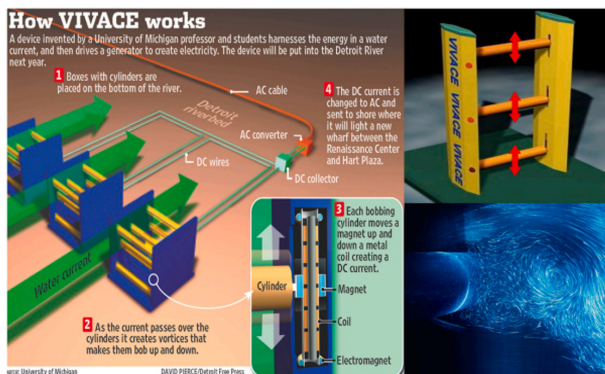 How VIVACE works
A device invented by a University of Michigan professor and students harnesses the energy in a water
current, and then drives a generator to create electricity. The device will be put into the Detroit River
next year.
1 Boxes with cylinders are
placed on the bottom of the river.
AC cable
Detroit
riverbed
AC converter
DC wires
DC collector
4 The DC current is
changed to AC and
sent to shore where
it will light a new
wharf between the
Renaissance Center
and Hart Plaza.
Water current
2 As the current passes over the
cylinders it creates vortices that
makes them bob up and down.
3 Each bobbing
cylinder moves a
magnet up and
down a metal
coil creating a
DC current.
Cylinder
Magnet
Coil
Electromagnet
University of Michigan
DAVID PIERCE/Detroit Free Press
VIVACE VIVACE VIVACE